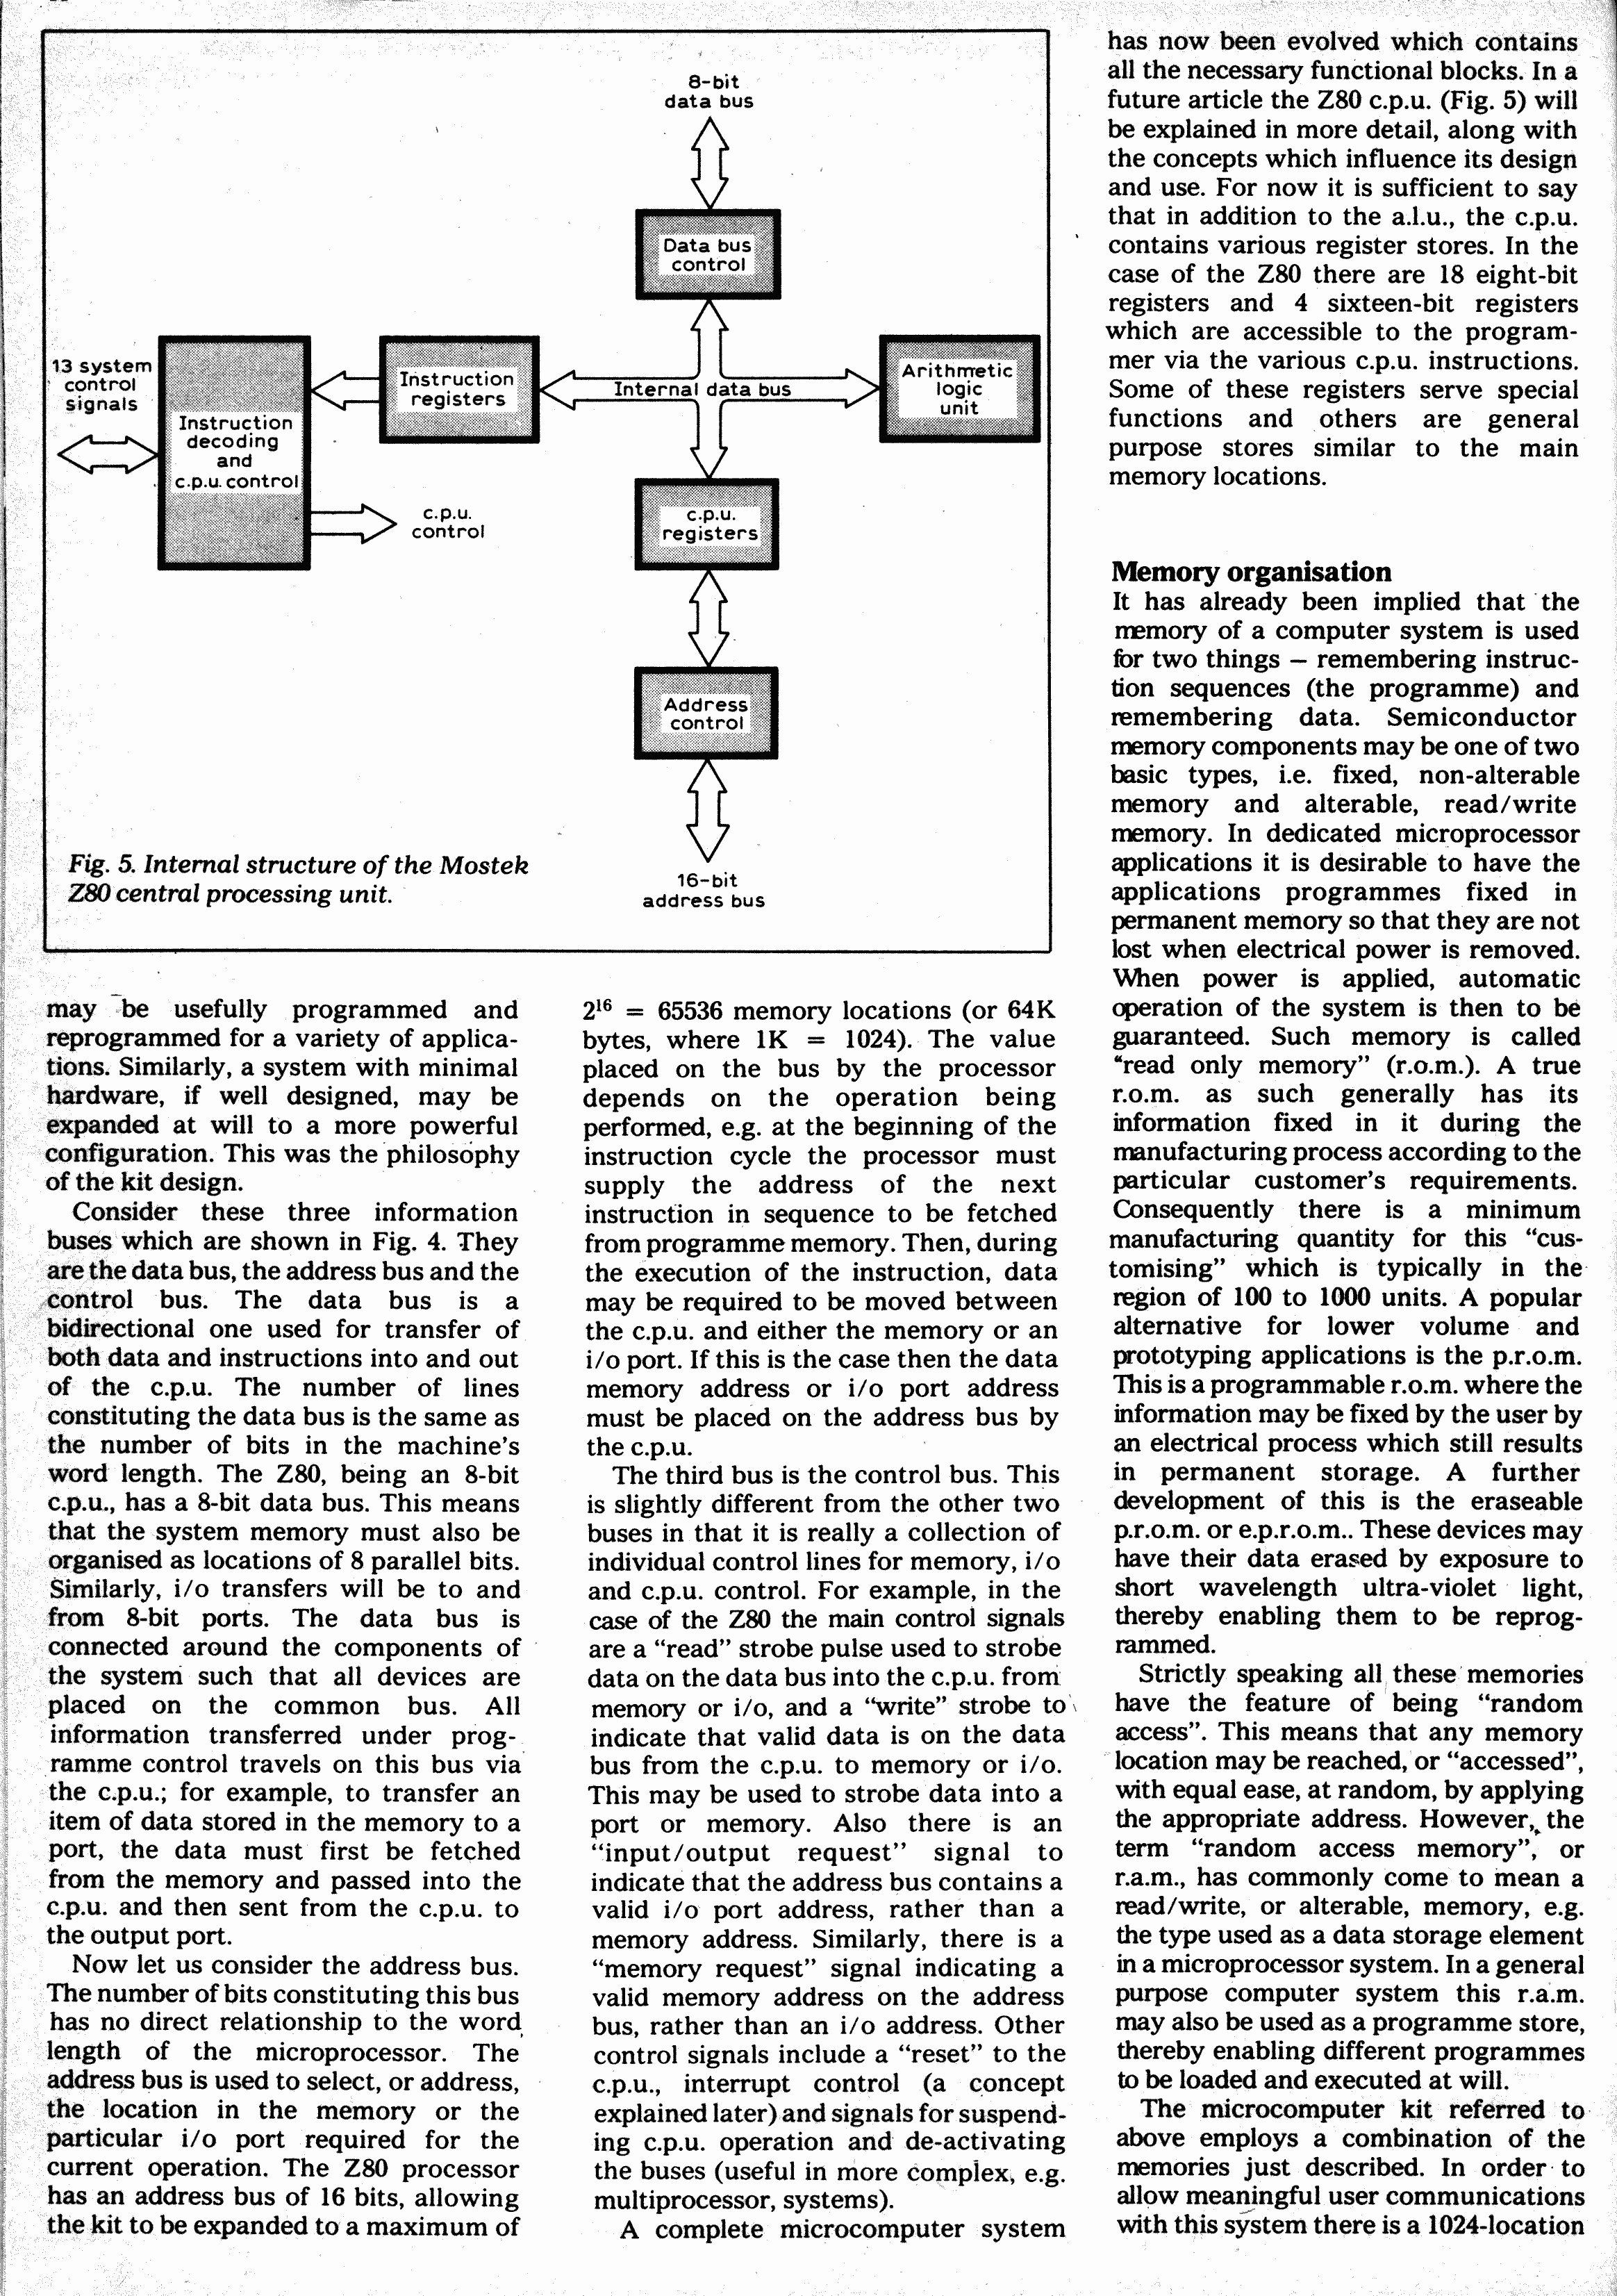 8-bit
data bus
Data bus
control
13 system
control
signals
Instruction
decoding
and
c.p.u. control
Instruction
registers
Internal data bus
Arithmetic
logic
unit
c.p.u.
control
c.p.u.
registers
Address
control
16-bit
address bus
Fig. 5. Internal structure of the Mostek
Z80 central processing unit.
may be usefully programmed and
reprogrammed for a variety of applica-
tions. Similarly, a system with minimal
hardware, if well designed, may be
expanded at will to a more powerful
configuration. This was the philosophy
of the kit design.
Consider these three information
buses which are shown in Fig. 4. They
are the data bus, the address bus and the
control bus. The data bus is a
bidirectional one used for transfer of
both data and instructions into and out
of the c.p.u. The number of lines
constituting the data bus is the same as
the number of bits in the machine's
word length. The Z80, being an 8-bit
c.p.u., has a 8-bit data bus. This means
that the system memory must also be
organised as locations of 8 parallel bits.
Similarly, i/o transfers will be to and
from 8-bit ports. The data bus is
connected around the components of
the system such that all devices are
placed on the common bus. All
information transferred under prog-
ramme control travels on this bus via
the c.p.u.; for example, to transfer an
item of data stored in the memory to a
port, the data must first be fetched
from the memory and passed into the
c.p.u. and then sent from the c.p.u. to
the output port.
Now let us consider the address bus.
The number of bits constituting this bus
has no direct relationship to the word
length of the microprocessor. The
address bus is used to select, or address,
the location in the memory or the
particular i/o port required for the
current operation. The Z80 processor
has an address bus of 16 bits, allowing
the kit to be expanded to a maximum of
2¹⁶ = 65536 memory locations (or 64K
bytes, where 1K = 1024). The value
placed on the bus by the processor
depends on the operation being
performed, e.g. at the beginning of the
instruction cycle the processor must
supply the address of the next
instruction in sequence to be fetched
from programme memory. Then, during
the execution of the instruction, data
may be required to be moved between
the c.p.u. and either the memory or an
i/o port. If this is the case then the data
memory address or i/o port address
must be placed on the address bus by
the c.p.u.
The third bus is the control bus. This
is slightly different from the other two
buses in that it is really a collection of
individual control lines for memory, i/o
and c.p.u. control. For example, in the
case of the Z80 the main control signals
are a “read” strobe pulse used to strobe
data on the data bus into the c.p.u. from
memory or i/o, and a “write” strobe to
indicate that valid data is on the data
bus from the c.p.u. to memory or i/o.
This may be used to strobe data into a
port or memory. Also there is an
“input/output request” signal to
indicate that the address bus contains a
valid i/o port address, rather than a
memory address. Similarly, there is a
“memory request” signal indicating a
valid memory address on the address
bus, rather than an i/o address. Other
control signals include a “reset” to the
c.p.u., interrupt control (a concept
explained later) and signals for suspend-
ing c.p.u. operation and de-activating
the buses (useful in more complex, e.g.
multiprocessor, systems).
A complete microcomputer system
has now been evolved which contains
all the necessary functional blocks. In a
future article the Z80 c.p.u. (Fig. 5) will
be explained in more detail, along with
the concepts which influence its design
and use. For now it is sufficient to say
that in addition to the a.l.u., the c.p.u.
contains various register stores. In the
case of the Z80 there are 18 eight-bit
registers and 4 sixteen-bit registers
which are accessible to the program-
mer via the various c.p.u. instructions.
Some of these registers serve special
functions and others are general
purpose stores similar to the main
memory locations.
Memory organisation
It has already been implied that the
memory of a computer system is used
for two things – remembering instruc-
tion sequences (the programme) and
remembering data. Semiconductor
memory components may be one of two
basic types, i.e. fixed, non-alterable
memory and alterable, read/write
memory. In dedicated microprocessor
applications it is desirable to have the
applications programmes fixed in
permanent memory so that they are not
lost when electrical power is removed.
When power is applied, automatic
operation of the system is then to be
guaranteed. Such memory is called
“read only memory” (r.o.m.). A true
r.o.m. as such generally has its
information fixed in it during the
manufacturing process according to the
particular customer's requirements.
Consequently there is a minimum
manufacturing quantity for this “cus-
tomising” which is typically in the
region of 100 to 1000 units. A popular
alternative for lower volume and
prototyping applications is the p.r.o.m.
This is a programmable r.o.m. where the
information may be fixed by the user by
an electrical process which still results
in permanent storage. A further
development of this is the eraseable
p.r.o.m. or e.p.r.o.m.. These devices may
have their data erased by exposure to
short wavelength ultra-violet light,
thereby enabling them to be reprog-
rammed.
Strictly speaking all these memories
have the feature of being “random
access”. This means that any memory
location may be reached, or “accessed”,
with equal ease, at random, by applying
the appropriate address. However, the
term “random access memory”, or
r.a.m., has commonly come to mean a
read/write, or alterable, memory, e.g.
the type used as a data storage element
in a microprocessor system. In a general
purpose computer system this r.a.m.
may also be used as a programme store,
thereby enabling different programmes
to be loaded and executed at will.
The microcomputer kit referred to
above employs a combination of the
memories just described. In order to
allow meaningful user communications
with this system there is a 1024-location